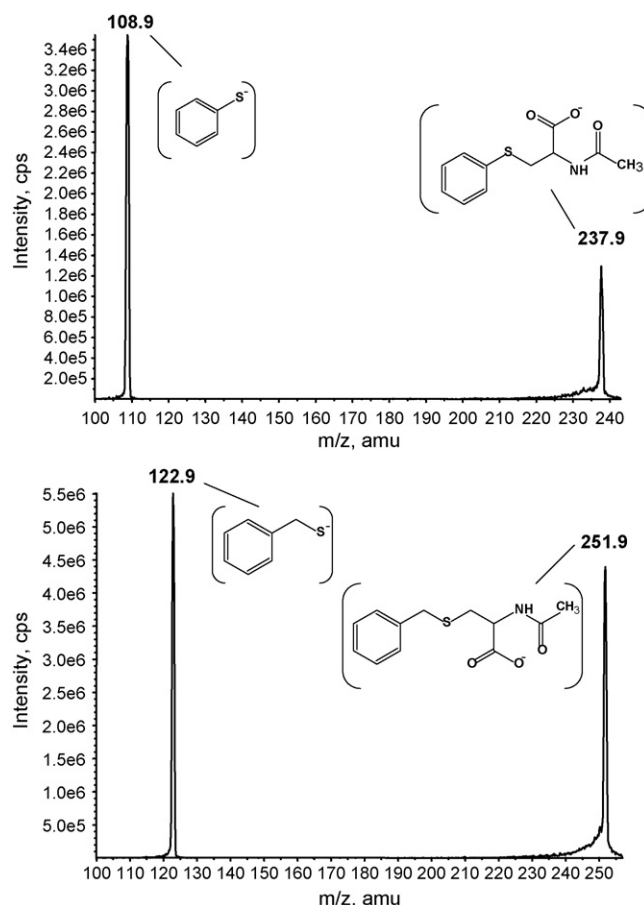 108.9
3.4e6
3.2e6
3.0e6
2.8e6
2.6e6
2.4e6
2.2e6
2.0e6
1.8e6
1.6e6
1.4e6
1.2e6
1.0e6
8.0e5
6.0e5
4.0e5
2.0e5
Intensity, cps
S-
O
O-
O
S
NH
CH3
237.9
100 110 120 130 140 150 160 170 180 190 200 210 220 230 240
m/z, amu
122.9
5.5e6
5.0e6
4.5e6
4.0e6
3.5e6
3.0e6
2.5e6
2.0e6
1.5e6
1.0e6
5.0e5
Intensity, cps
S-
251.9
S
NH
CH3
O
O-
O
100 110 120 130 140 150 160 170 180 190 200 210 220 230 240 250
m/z, amu